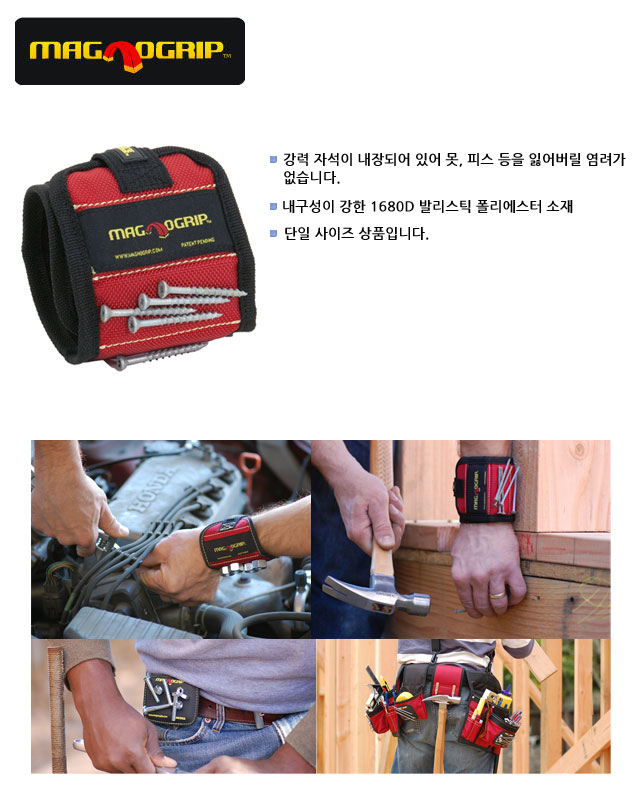 MAGNOGRIP™
강력 자석이 내장되어 있어 못, 피스 등을 잃어버릴 염려가
없습니다.
내구성이 강한 1680D 발리스틱 폴리에스터 소재
단일 사이즈 상품입니다.
MAGNOGRIP™
WWW.MAGNOGRIP.COM
PATENT PENDING
HONDA
MAGNOGRIP
MAGNOGRIP